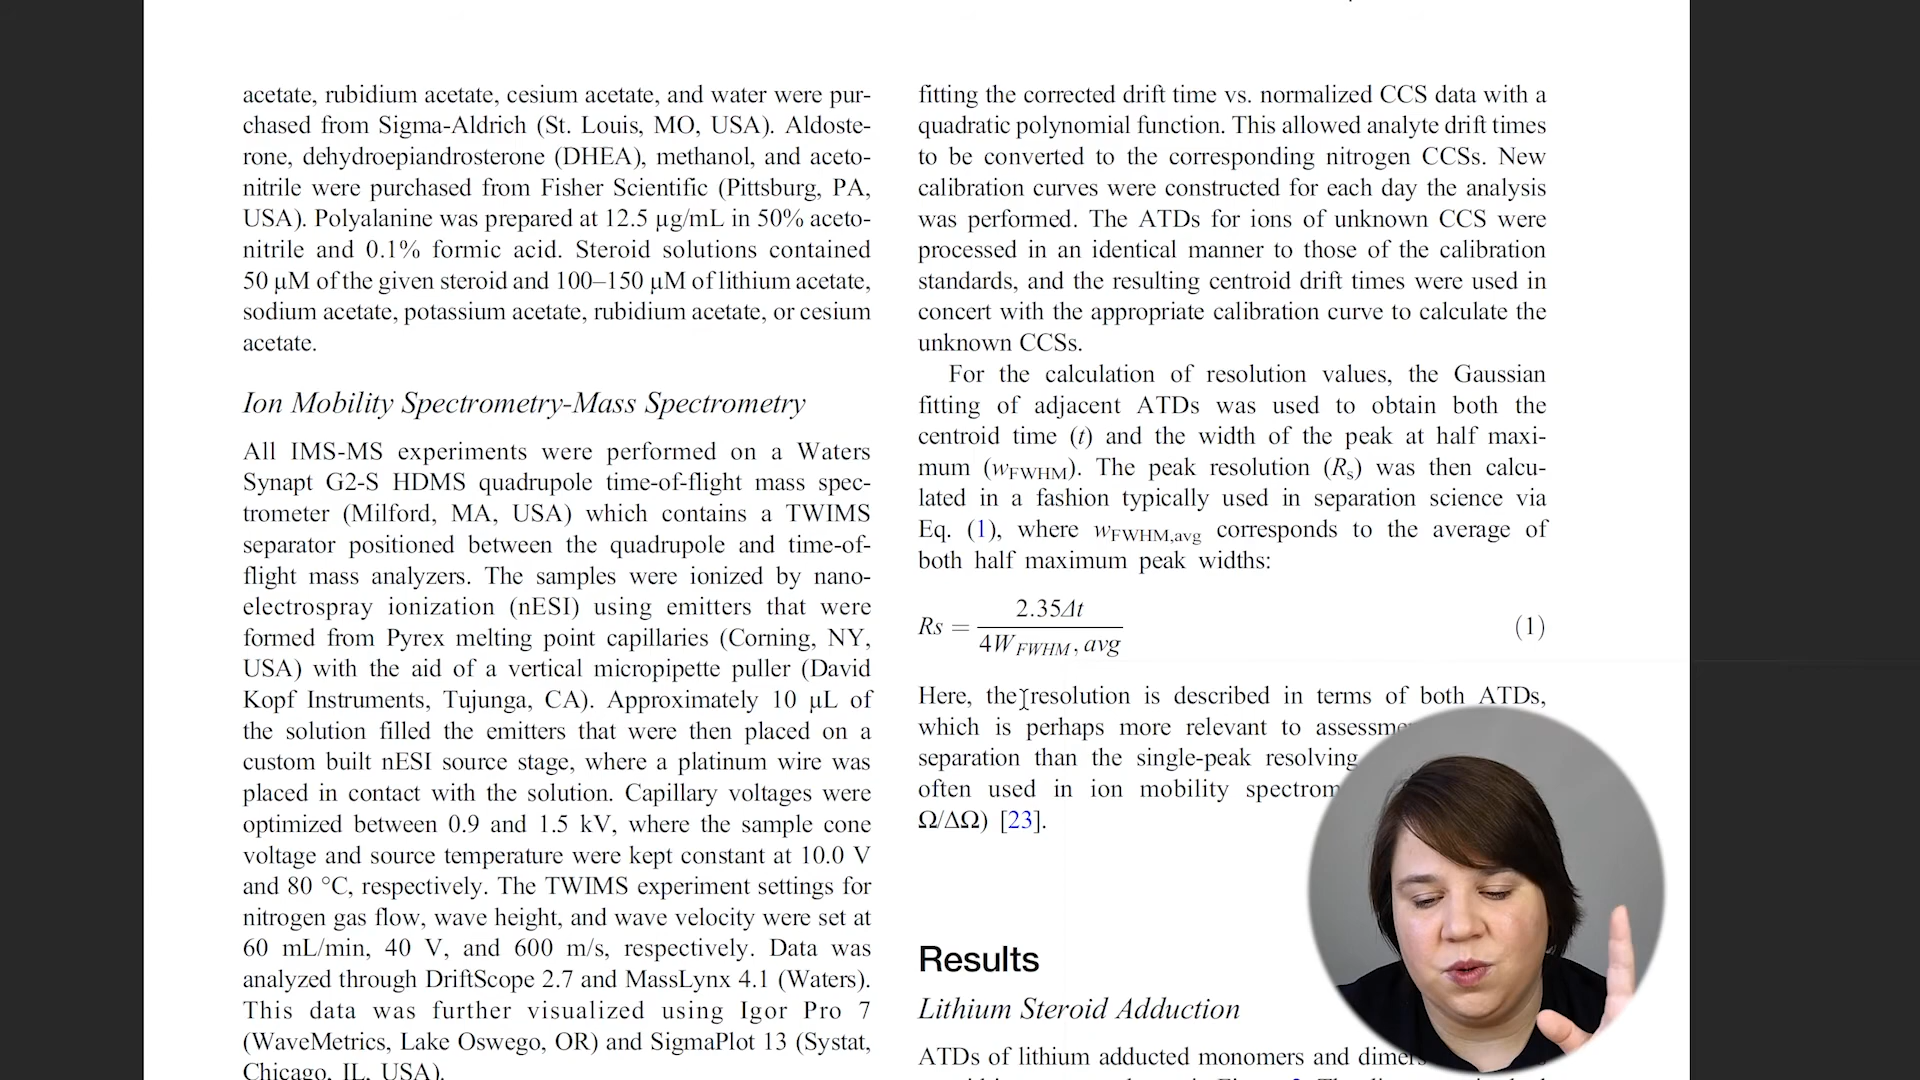 acetate, rubidium acetate, cesium acetate, and water were pur-
chased from Sigma-Aldrich (St. Louis, MO, USA). Aldoste-
rone, dehydroepiandrosterone (DHEA), methanol, and aceto-
nitrile were purchased from Fisher Scientific (Pittsburg, PA,
USA). Polyalanine was prepared at 12.5 μg/mL in 50% aceto-
nitrile and 0.1% formic acid. Steroid solutions contained
50 μM of the given steroid and 100–150 μM of lithium acetate,
sodium acetate, potassium acetate, rubidium acetate, or cesium
acetate.
Ion Mobility Spectrometry-Mass Spectrometry
All IMS-MS experiments were performed on a Waters
Synapt G2-S HDMS quadrupole time-of-flight mass spec-
trometer (Milford, MA, USA) which contains a TWIMS
separator positioned between the quadrupole and time-of-
flight mass analyzers. The samples were ionized by nano-
electrospray ionization (nESI) using emitters that were
formed from Pyrex melting point capillaries (Corning, NY,
USA) with the aid of a vertical micropipette puller (David
Kopf Instruments, Tujunga, CA). Approximately 10 μL of
the solution filled the emitters that were then placed on a
custom built nESI source stage, where a platinum wire was
placed in contact with the solution. Capillary voltages were
optimized between 0.9 and 1.5 kV, where the sample cone
voltage and source temperature were kept constant at 10.0 V
and 80 °C, respectively. The TWIMS experiment settings for
nitrogen gas flow, wave height, and wave velocity were set at
60 mL/min, 40 V, and 600 m/s, respectively. Data was
analyzed through DriftScope 2.7 and MassLynx 4.1 (Waters).
This data was further visualized using Igor Pro 7
(WaveMetrics, Lake Oswego, OR) and SigmaPlot 13 (Systat,
Chicago, IL, USA).
fitting the corrected drift time vs. normalized CCS data with a
quadratic polynomial function. This allowed analyte drift times
to be converted to the corresponding nitrogen CCSs. New
calibration curves were constructed for each day the analysis
was performed. The ATDs for ions of unknown CCS were
processed in an identical manner to those of the calibration
standards, and the resulting centroid drift times were used in
concert with the appropriate calibration curve to calculate the
unknown CCSs.
For the calculation of resolution values, the Gaussian
fitting of adjacent ATDs was used to obtain both the
centroid time (t) and the width of the peak at half maxi-
mum (wFWHM). The peak resolution (Rs) was then calcu-
lated in a fashion typically used in separation science via
Eq. (1), where wFWHM,avg corresponds to the average of
both half maximum peak widths:
Rs = 2.35Δt / 4W FWHM, avg (1)
Here, the resolution is described in terms of both ATDs,
which is perhaps more relevant to
separation than the single-peak resolving
often used in ion mobility
Ω/ΔΩ) [23].
Results
Lithium Steroid Adduction
ATDs of lithium adducted monomers and